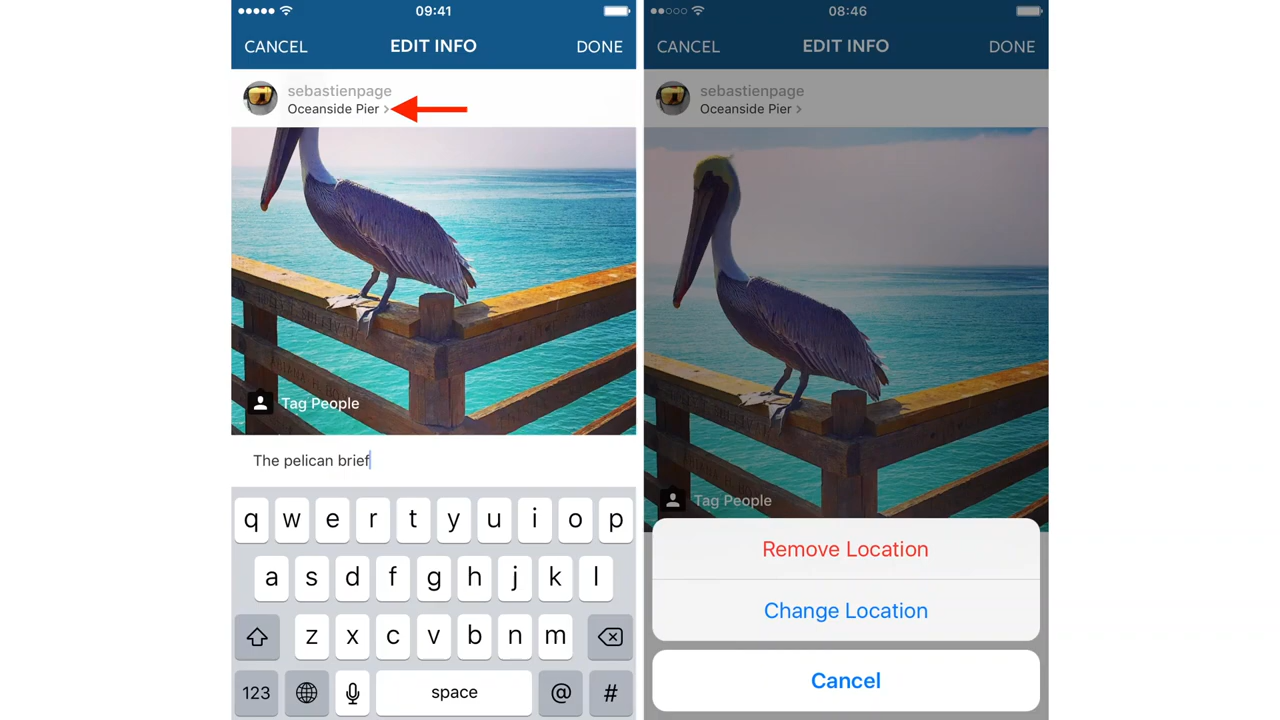 09:41
CANCEL EDIT INFO DONE
sebastienpage
Oceanside Pier >
Tag People
The pelican brief
q w e r t y u i o p
a s d f g h j k l
z x c v b n m
123 space @ #
08:46
CANCEL EDIT INFO DONE
sebastienpage
Oceanside Pier >
Tag People
Remove Location
Change Location
Cancel